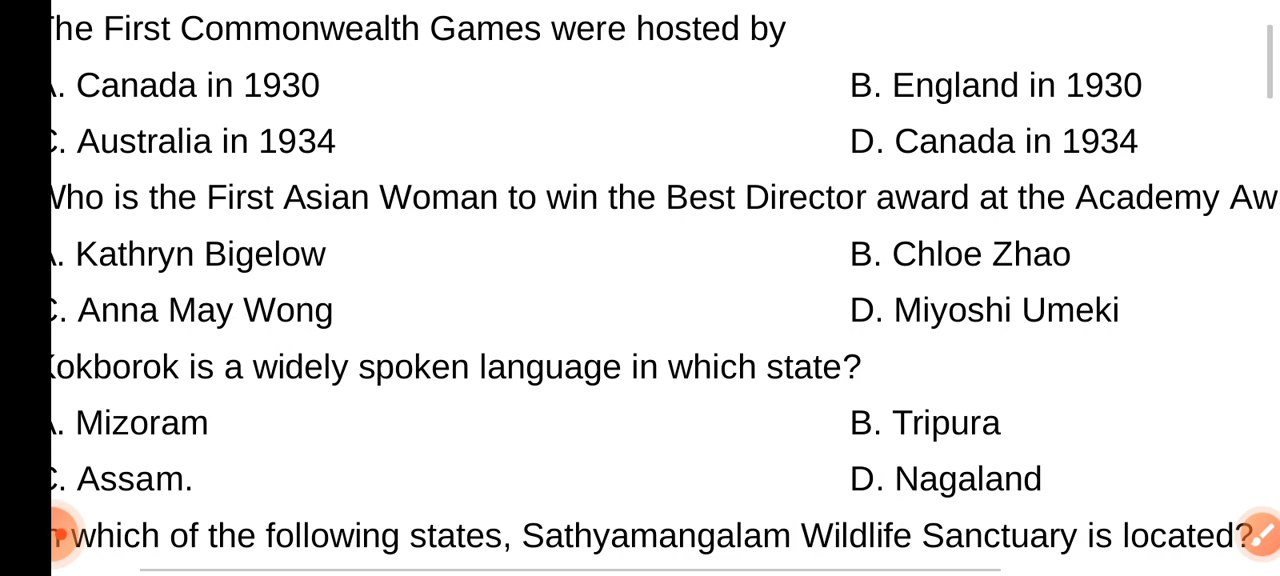 The First Commonwealth Games were hosted by
A. Canada in 1930 B. England in 1930
C. Australia in 1934 D. Canada in 1934
Who is the First Asian Woman to win the Best Director award at the Academy Aw
A. Kathryn Bigelow B. Chloe Zhao
C. Anna May Wong D. Miyoshi Umeki
Kokborok is a widely spoken language in which state?
A. Mizoram B. Tripura
C. Assam. D. Nagaland
which of the following states, Sathyamangalam Wildlife Sanctuary is located?